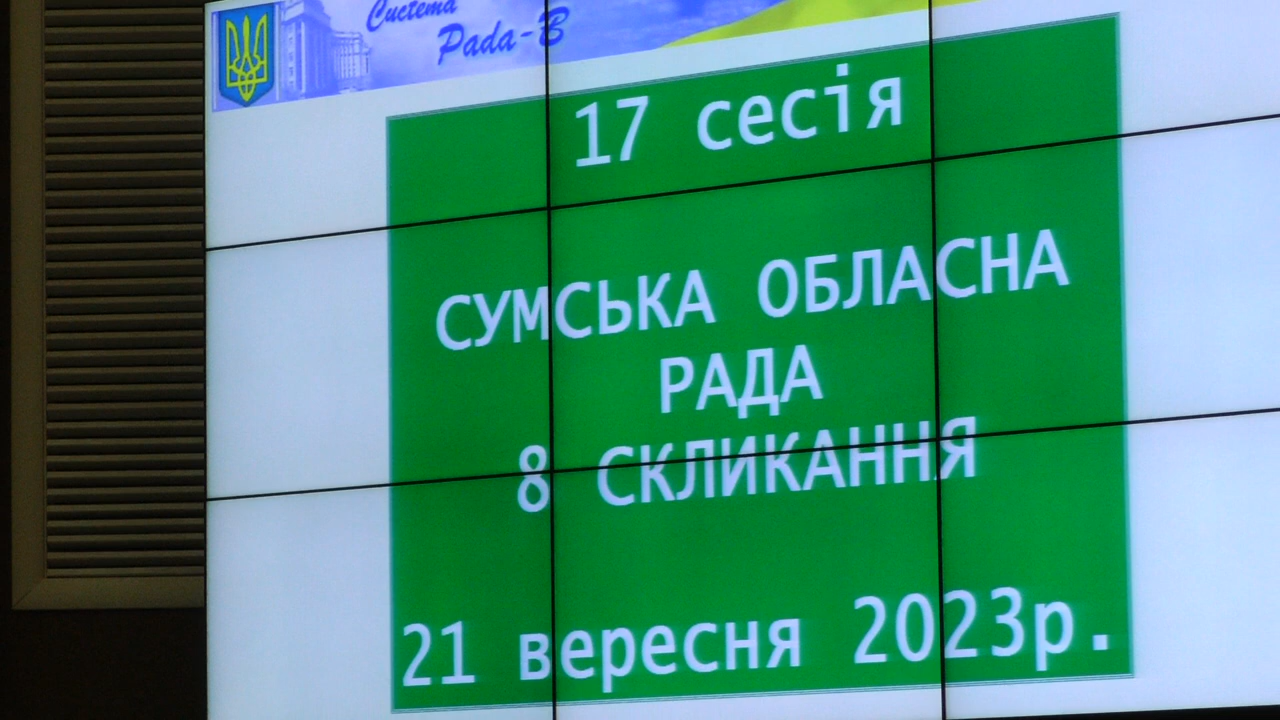 Система
Рада-В
17 сесія
СУМСЬКА ОБЛАСНА
РАДА
8 СКЛИКАННЯ
21 вересня 2023р.